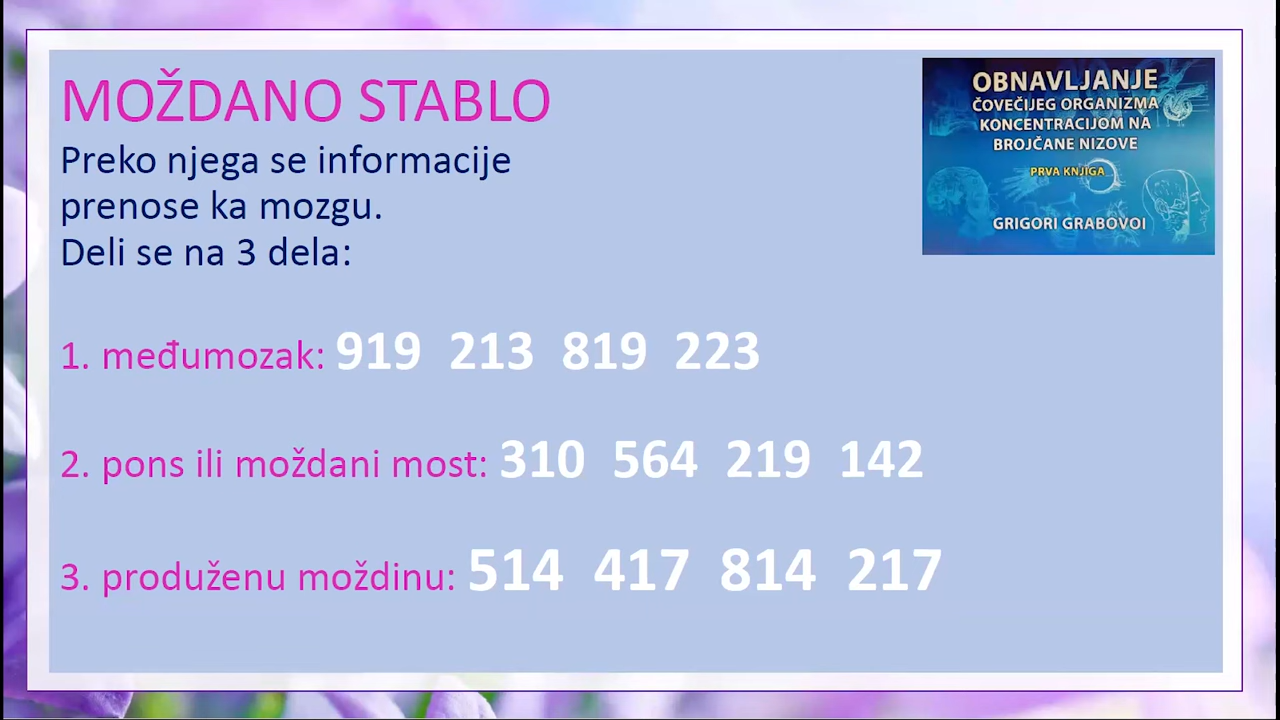 MOŽDANO STABLO
Preko njega se informacije
prenose ka mozgu.
Deli se na 3 dela:
1. međumozak: 919 213 819 223
2. pons ili moždani most: 310 564 219 142
3. produženu moždinu: 514 417 814 217
OBNAVLJANJE
ČOVEČIJEG ORGANIZMA
KONCENTRACIJOM NA
BROJČANE NIZOVE
PRVA KNJIGA
GRIGORI GRABOVOI